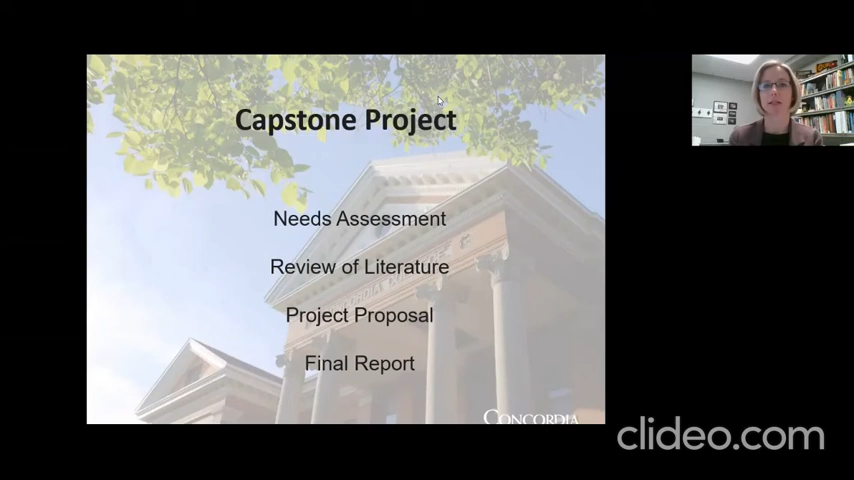 Capstone Project
Needs Assessment
Review of Literature
Project Proposal
Final Report
CONCORDIA
clideo.com